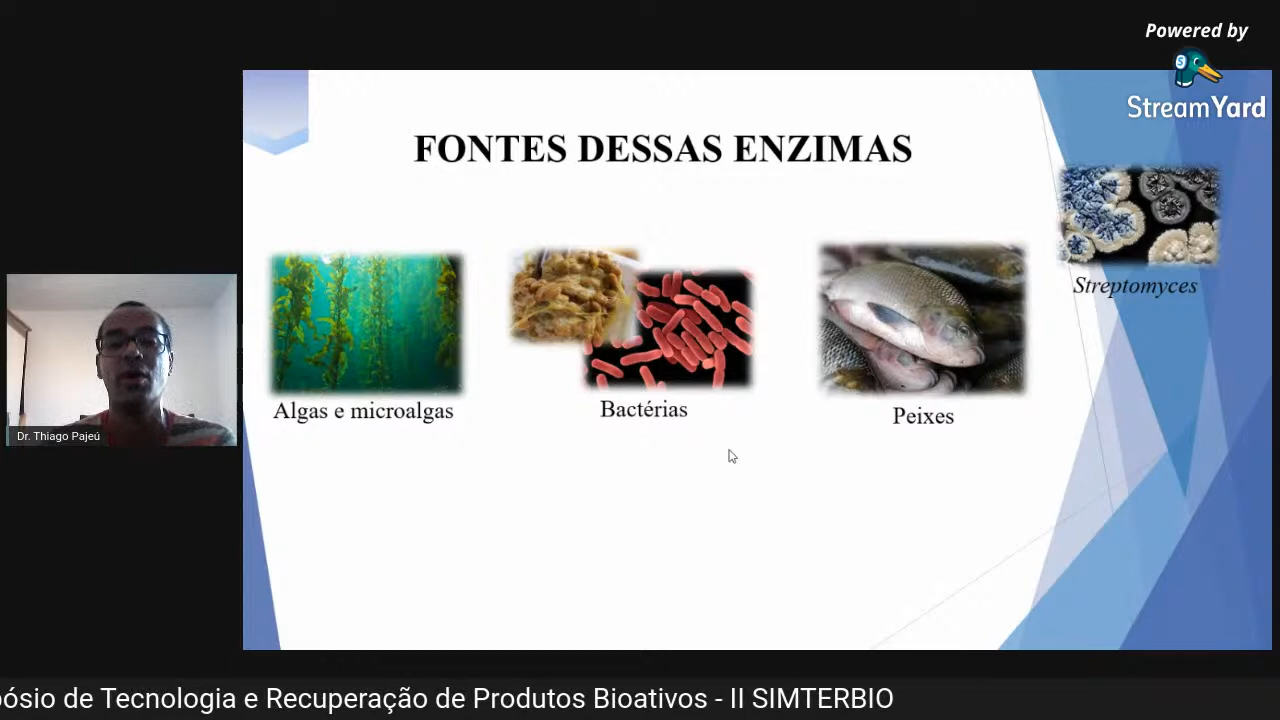 Powered by
StreamYard
FONTES DESSAS ENZIMAS
Streptomyces
Algas e microalgas
Bactérias
Peixes
Dr. Thiago Pajeú
ósio de Tecnologia e Recuperação de Produtos Bioativos - II SIMTERBIO